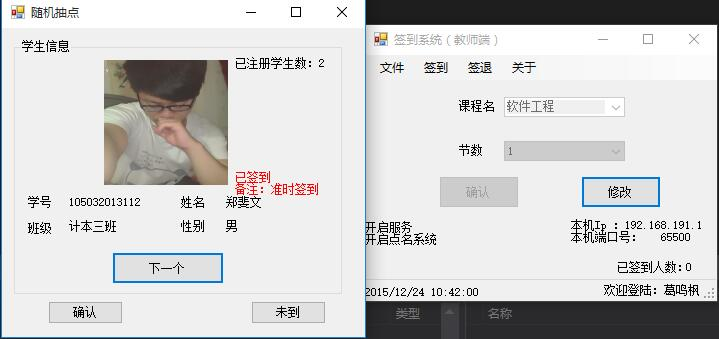 随机抽点
学生信息
已注册学生数：2
已签到
备注：准时签到
学号 105032013112 姓名 郑斐文
班级 计本三班 性别 男
下一个
确认 未到
签到系统（教师端）
文件 签到 签退 关于
课程名 软件工程
节数 1
确认 修改
开启服务
开启点名系统
本机Ip ：192.168.191.1
本机端口号： 65500
已签到人数：0
2015/12/24 10:42:00 欢迎登陆：葛鸣枫
类型 名称